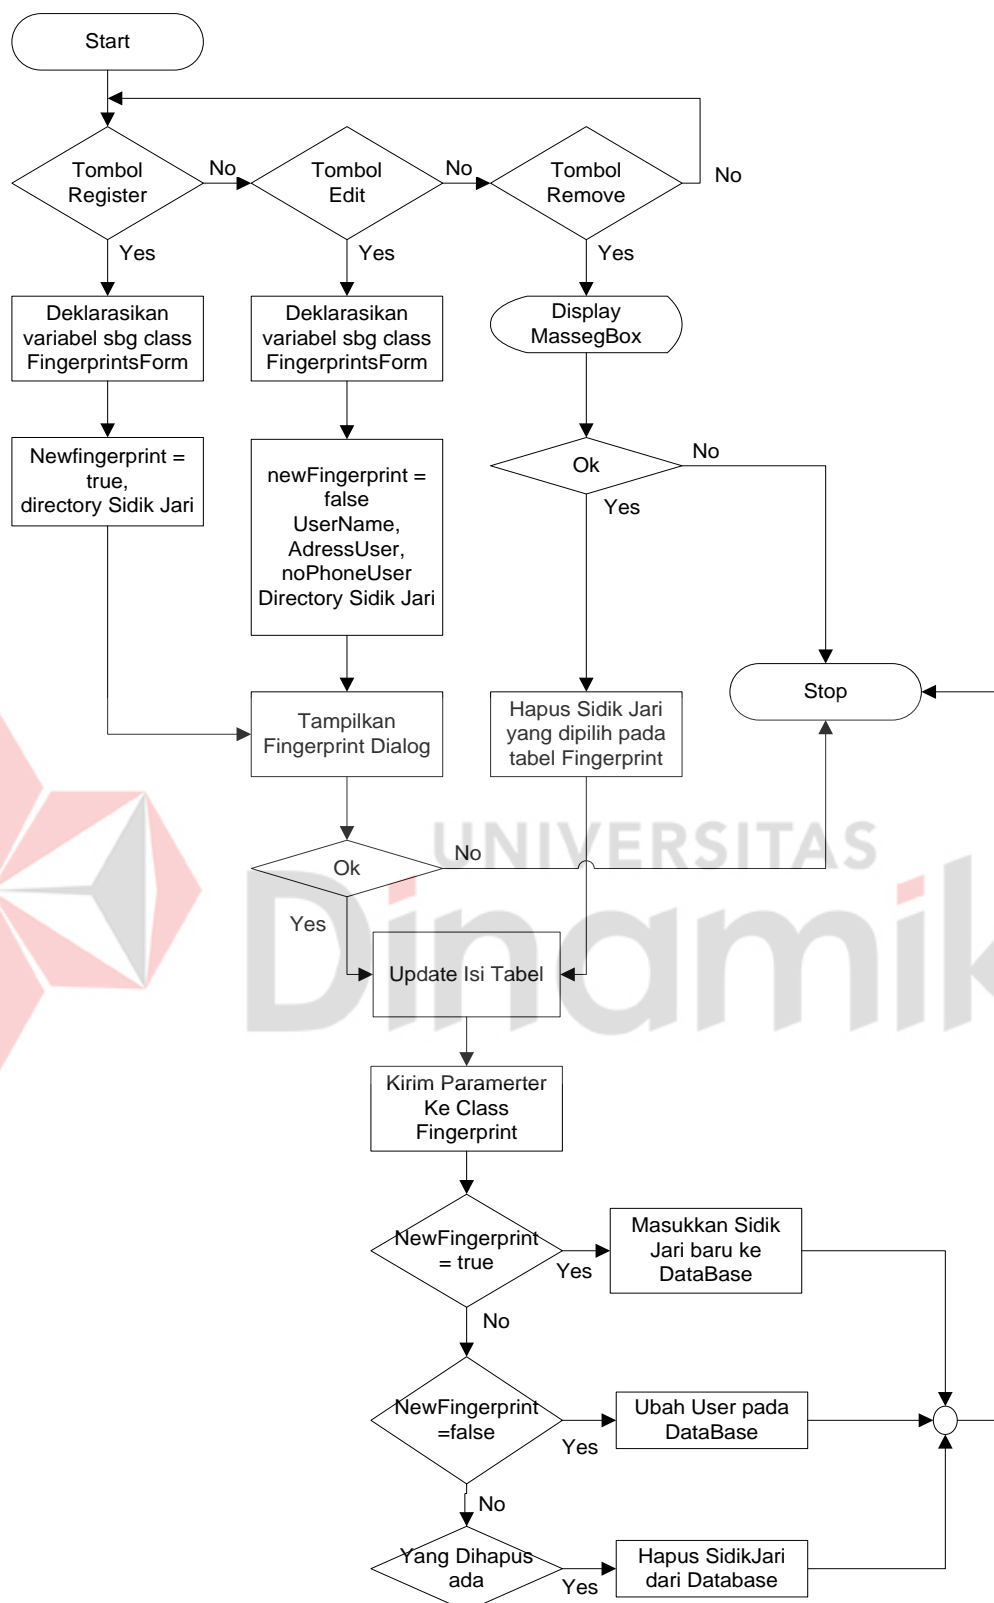 Start
Tombol
Register
No
Tombol
Edit
No
Tombol
Remove
No
Yes
Yes
Yes
Deklarasikan
variabel sbg class
FingerprintsForm
Deklarasikan
variabel sbg class
FingerprintsForm
Display
MassegBox
Newfingerprint =
true,
directory Sidik Jari
newFingerprint =
false
UserName,
AdressUser,
noPhoneUser
Directory Sidik Jari
Ok
No
Yes
Stop
Tampilkan
Fingerprint Dialog
Hapus Sidik Jari
yang dipilih pada
tabel Fingerprint
UNIVERSITAS
Dinamik
Ok
No
Yes
Update Isi Tabel
Kirim Paramerter
Ke Class
Fingerprint
NewFingerprint
= true
Yes
Masukkan Sidik
Jari baru ke
DataBase
No
NewFingerprint
=false
Yes
Ubah User pada
DataBase
No
Yang Dihapus
ada
Yes
Hapus SidikJari
dari Database